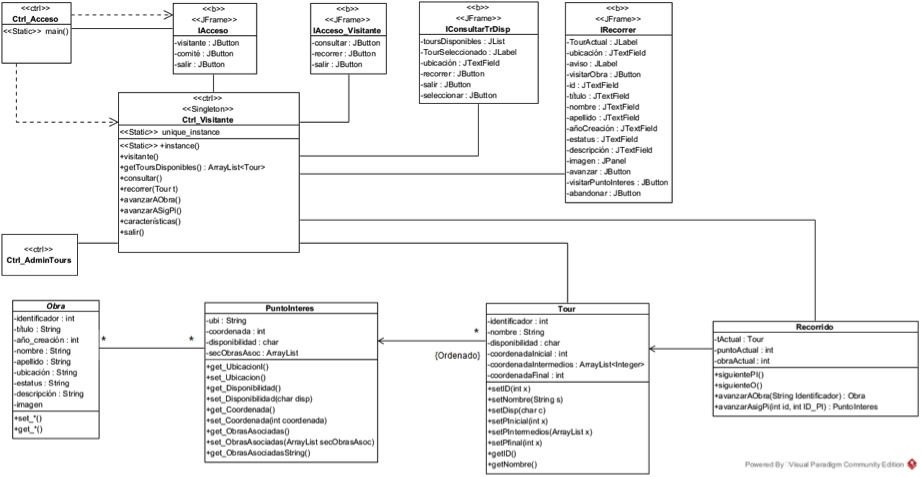 <<ctrl>>
Ctrl_Acceso
<<Static>> main()
<<b>>
<<JFrame>>
IAcceso
-visitante : JButton
-comité : JButton
-salir : JButton
<<b>>
<<JFrame>>
IAcceso_Visitante
-consultar : JButton
-recorrer : JButton
-salir : JButton
<<b>>
<<JFrame>>
IConsultarTrDisp
-toursDisponibles : JList
-TourSeleccionado : JLabel
-ubicación : JTextField
-recorrer : JButton
-salir : JButton
-seleccionar : JButton
<<b>>
<<JFrame>>
IRecorrer
-TourActual : JLabel
-ubicación : JTextField
-aviso : JLabel
-visitarObra : JButton
-id : JTextField
-título : JTextField
-nombre : JTextField
-apellido : JTextField
-añoCreación : JTextField
-estatus : JTextField
-descripción : JTextField
-imagen : JPanel
-avanzar : JButton
-visitarPuntoInteres : JButton
-abandonar : JButton
<<ctrl>>
<<Singleton>>
Ctrl_Visitante
<<Static>> unique_instance
<<Static>> +instance()
+visitante()
+getToursDisponibles() : ArrayList<Tour>
+consultar()
+recorrer(Tour t)
+avanzarAObra()
+avanzarASigPi()
+características()
+salir()
<<ctrl>>
Ctrl_AdminTours
Obra
-identificador : int
-título : String
-año_creación : int
-nombre : String
-apellido : String
-ubicación : String
-estatus : String
-descripción : String
-imagen
+set_*()
+get_*()
*
*
PuntoInteres
-ubi : String
-coordenada : int
-disponibilidad : char
-secObrasAsoc : ArrayList
+get_UbicacionI()
+set_Ubicacion()
+get_Disponibilidad()
+set_Disponibilidad(char disp)
+get_Coordenada()
+set_Coordenada(int coordenada)
+get_ObrasAsociadas()
+set_ObrasAsociadas(ArrayList secObrasAsoc)
+get_ObrasAsociadasString()
*
{Ordenado}
Tour
-identificador : int
-nombre : String
-disponibilidad : char
-coordenadaInicial : int
-coordenadaIntermedios : ArrayList<Integer>
-coordenadaFinal : int
+setID(int x)
+setNombre(String s)
+setDisp(char c)
+setPInicial(int x)
+setPIntermedios(ArrayList x)
+setPfinal(int x)
+getID()
+getNombre()
Recorrido
-tActual : Tour
-puntoActual : int
-obraActual : int
+siguientePI()
+siguienteO()
+avanzarAObra(String Identificador) : Obra
+avanzarAsigPi(int id, int ID_PI) : PuntoInteres
Powered By Visual Paradigm Community Edition